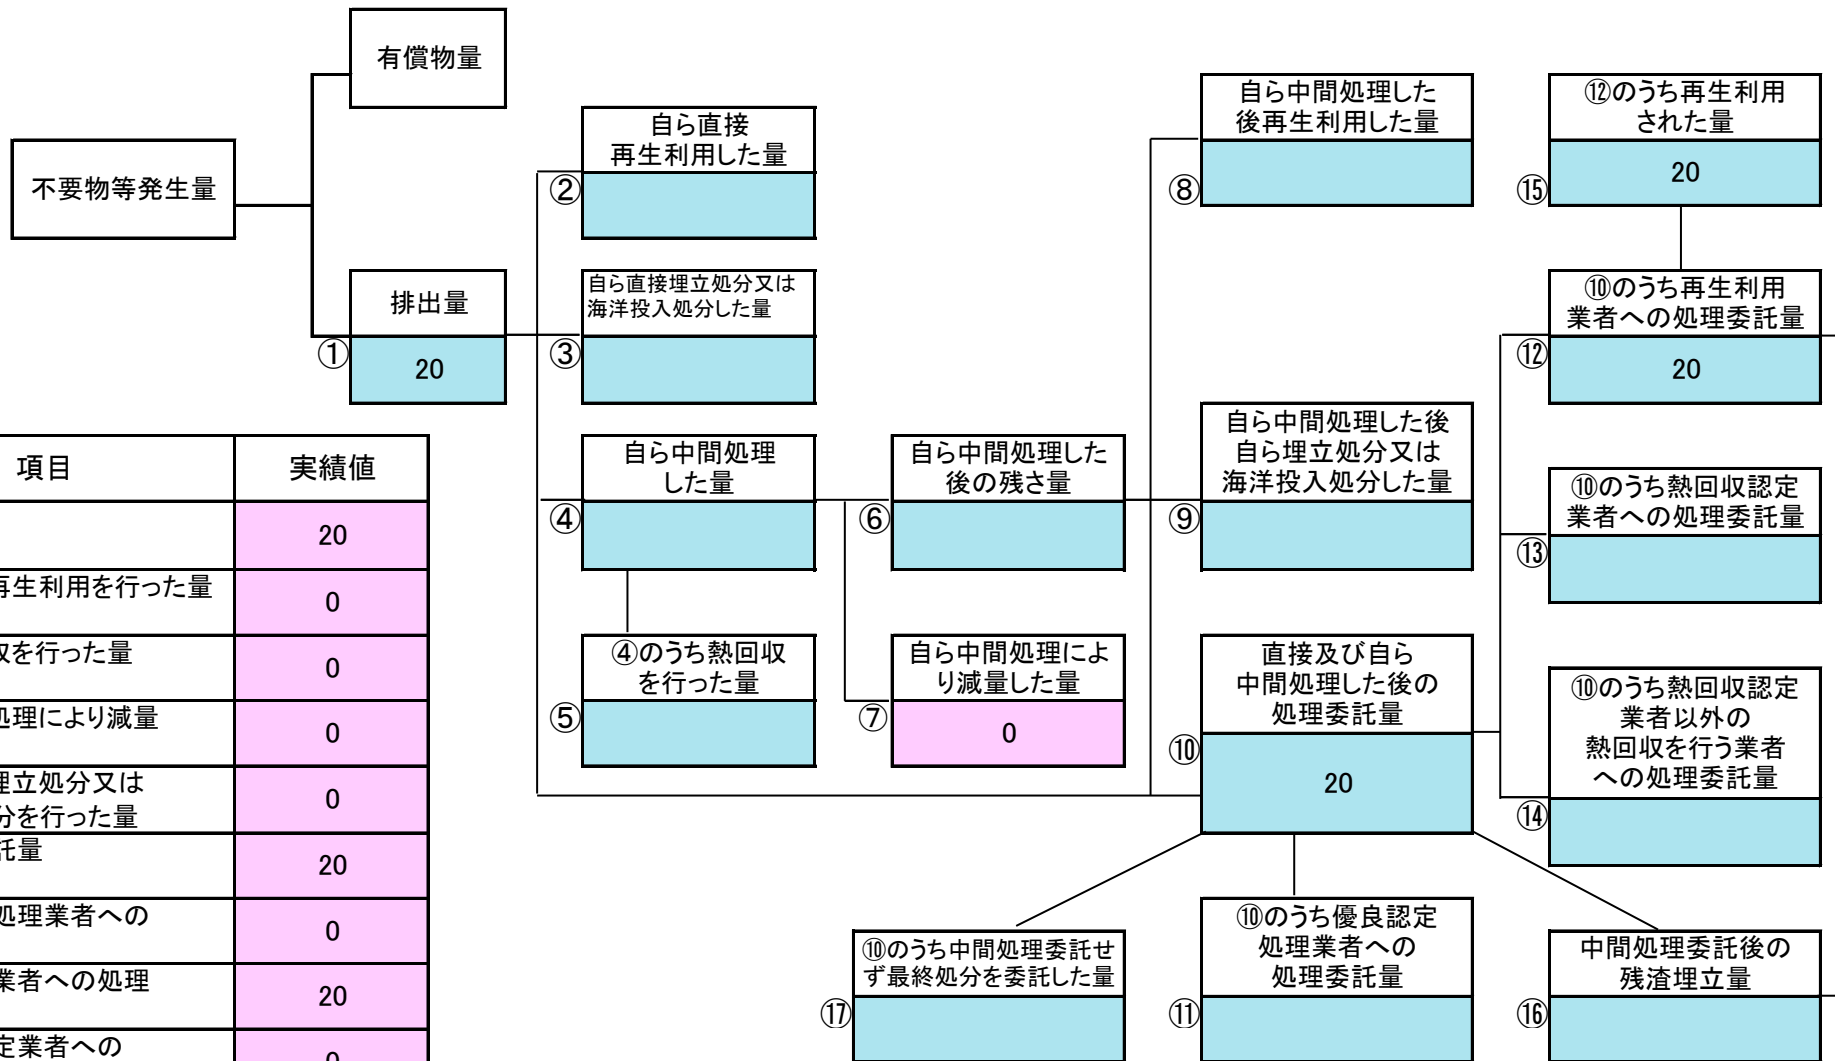 有償物量
不要物等発生量
排出量
①
20
自ら直接
再生利用した量
②
自ら直接埋立処分又は
海洋投入処分した量
③
自ら中間処理
した量
④
④のうち熱回収
を行った量
⑤
自ら中間処理した
後の残さ量
⑥
自ら中間処理によ
り減量した量
⑦
0
自ら中間処理した
後再生利用した量
⑧
自ら中間処理した後
自ら埋立処分又は
海洋投入処分した量
⑨
直接及び自ら
中間処理した後の
処理委託量
⑩
20
⑫のうち再生利用
された量
⑮
20
⑩のうち再生利用
業者への処理委託量
⑫
20
⑩のうち熱回収認定
業者への処理委託量
⑬
⑩のうち熱回収認定
業者以外の
熱回収を行う業者
への処理委託量
⑭
⑩のうち中間処理委託せ
ず最終処分を委託した量
⑰
⑩のうち優良認定
処理業者への
処理委託量
⑪
中間処理委託後の
残渣埋立量
⑯
項目 実績値
20
再生利用を行った量 0
を行った量 0
処理により減量 0
埋立処分又は
を行った量 0
託量 20
処理業者への 0
業者への処理 20
定業者への 0